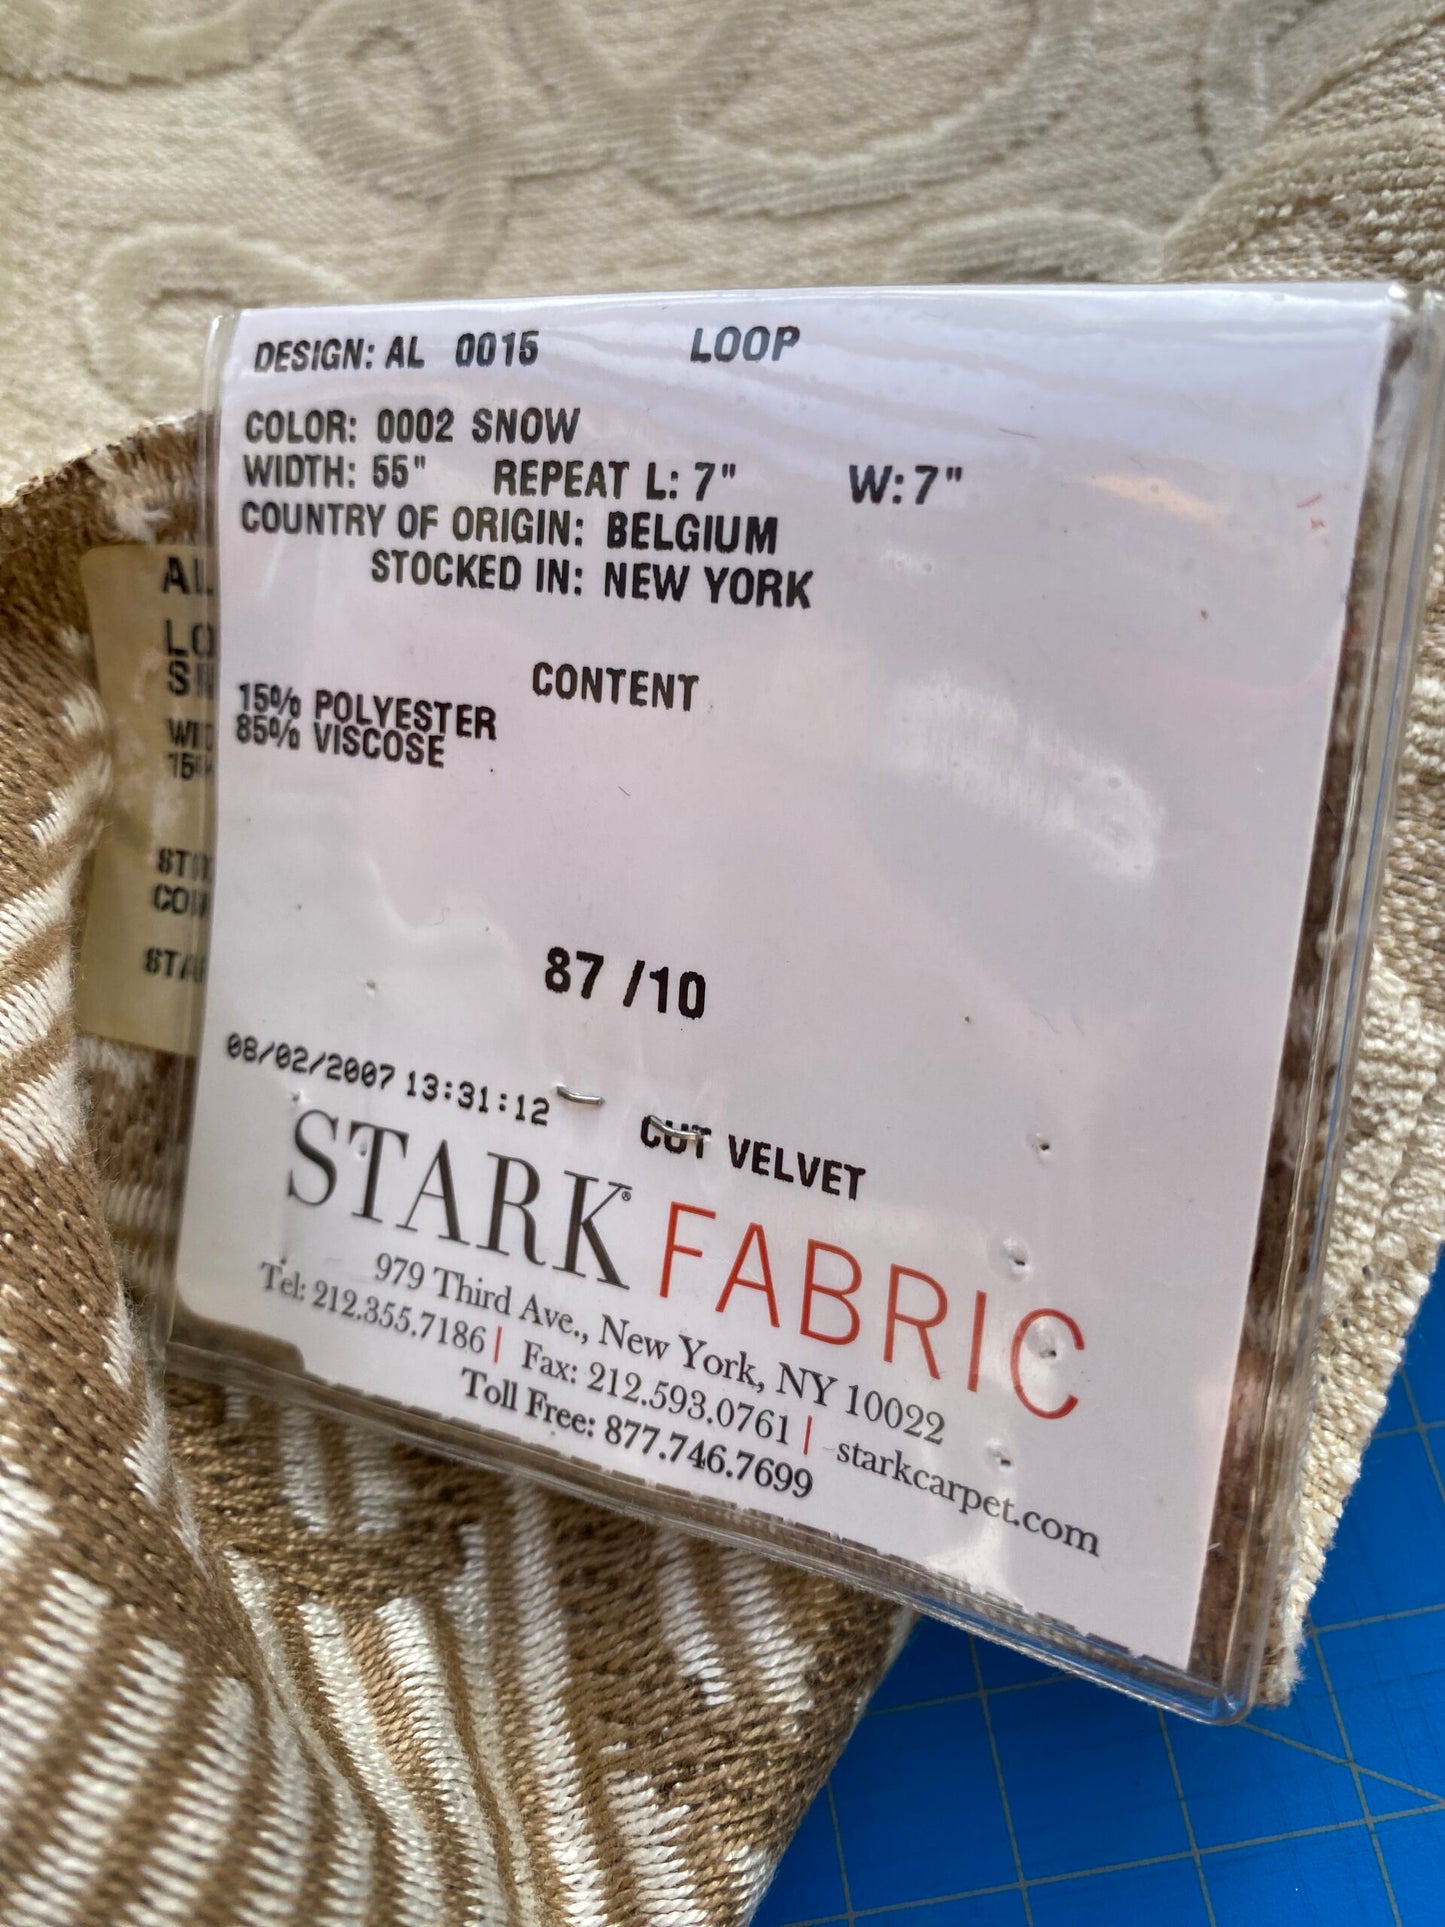 DESIGN: AL 0015 LOOP
COLOR: 0002 SNOW
WIDTH: 55" REPEAT L: 7" W: 7"
COUNTRY OF ORIGIN: BELGIUM
STOCKED IN: NEW YORK
CONTENT
15% POLYESTER
85% VISCOSE
87 /10
08/02/2007 13:31:12
CUT VELVET
STARK® FABRIC
979 Third Ave., New York, NY 10022
Tel: 212.355.7186 | Fax: 212.593.0761 | starkcarpet.com
Toll Free: 877.746.7699